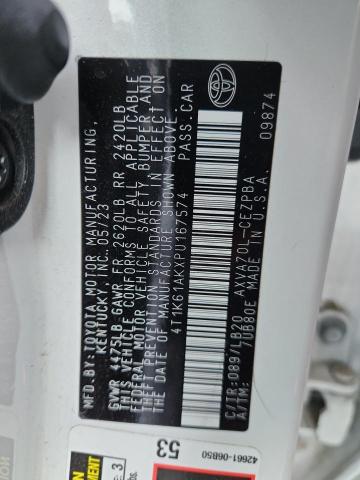 MFD.BY:TOYOTA MOTOR MANUFACTURING,
KENTUCKY, INC. 05/23
GVWR 4475LB GAWR FR 2620LB RR 2420LB
THIS VEHICLE CONFORMS TO ALL APPLICABLE
FEDERAL MOTOR VEHICLE SAFETY, BUMPER AND
THEFT PREVENTION STANDARDS IN EFFECT ON
THE DATE OF MANUFACTURE SHOWN ABOVE.
4T1K61AKXPU167574 PASS.CAR
C/TR:089/LB20 AXVA70L-CEZPBA
A/TM: /UB80E MADE IN U.S.A. 09874
42661-06B50
53